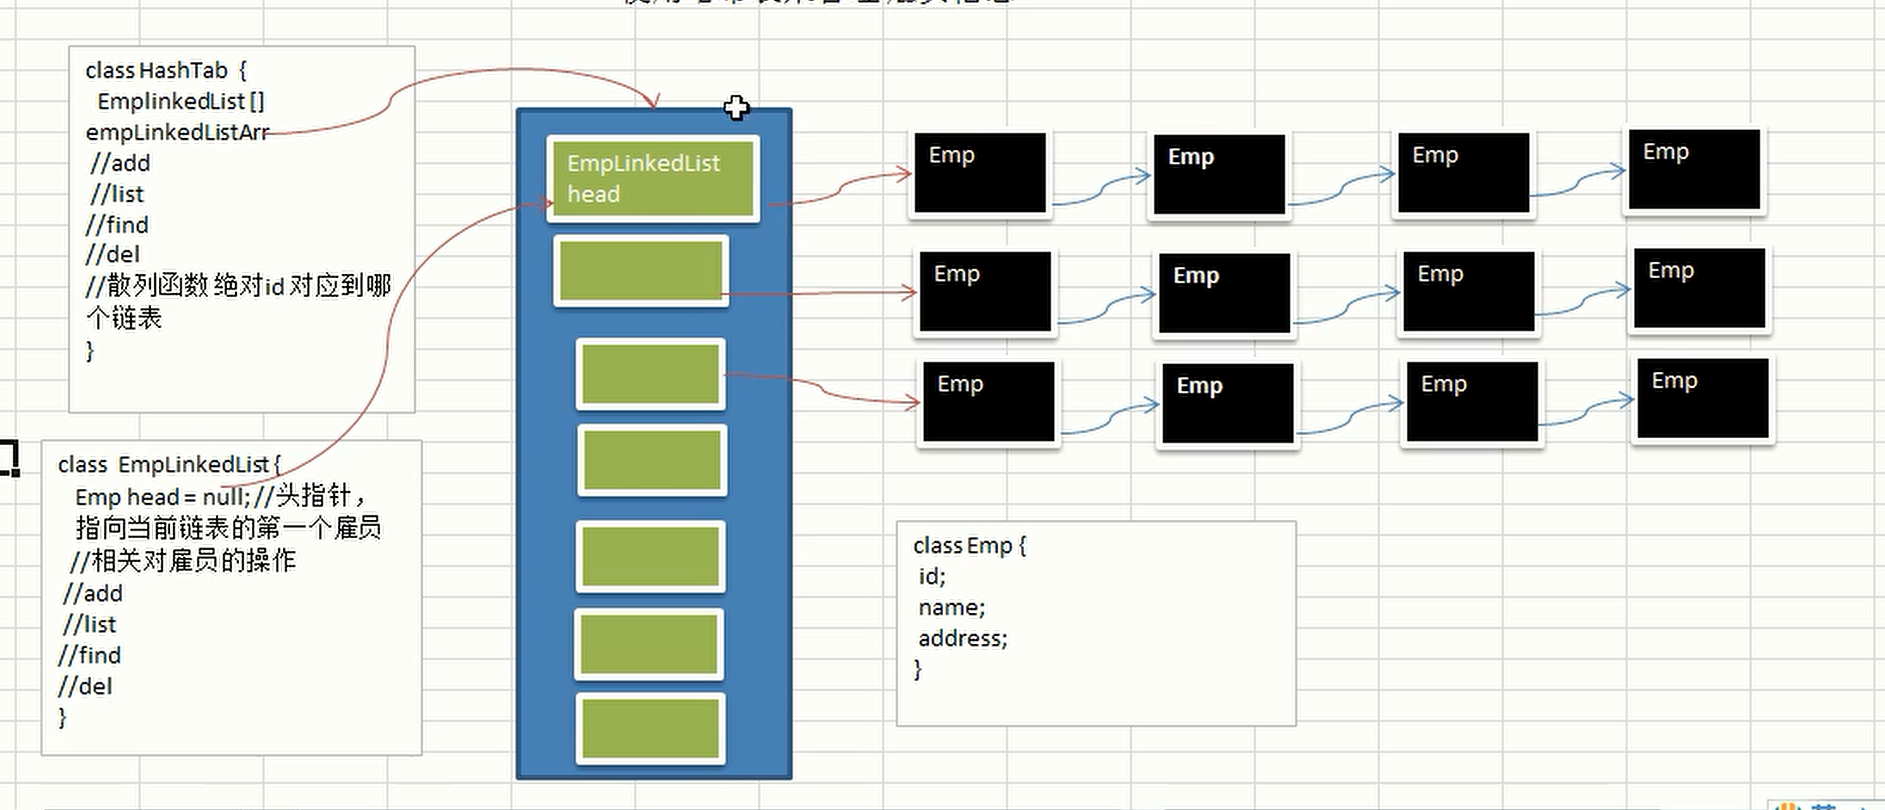 class HashTab {
EmplinkedList []
empLinkedListArr
//add
//list
//find
//del
//散列函数 绝对id 对应到哪
个链表
}
class EmpLinkedList {
Emp head = null; //头指针，
指向当前链表的第一个雇员
//相关对雇员的操作
//add
//list
//find
//del
}
EmpLinkedList
head
Emp
Emp
Emp
Emp
Emp
Emp
Emp
Emp
Emp
Emp
Emp
Emp
class Emp {
id;
name;
address;
}